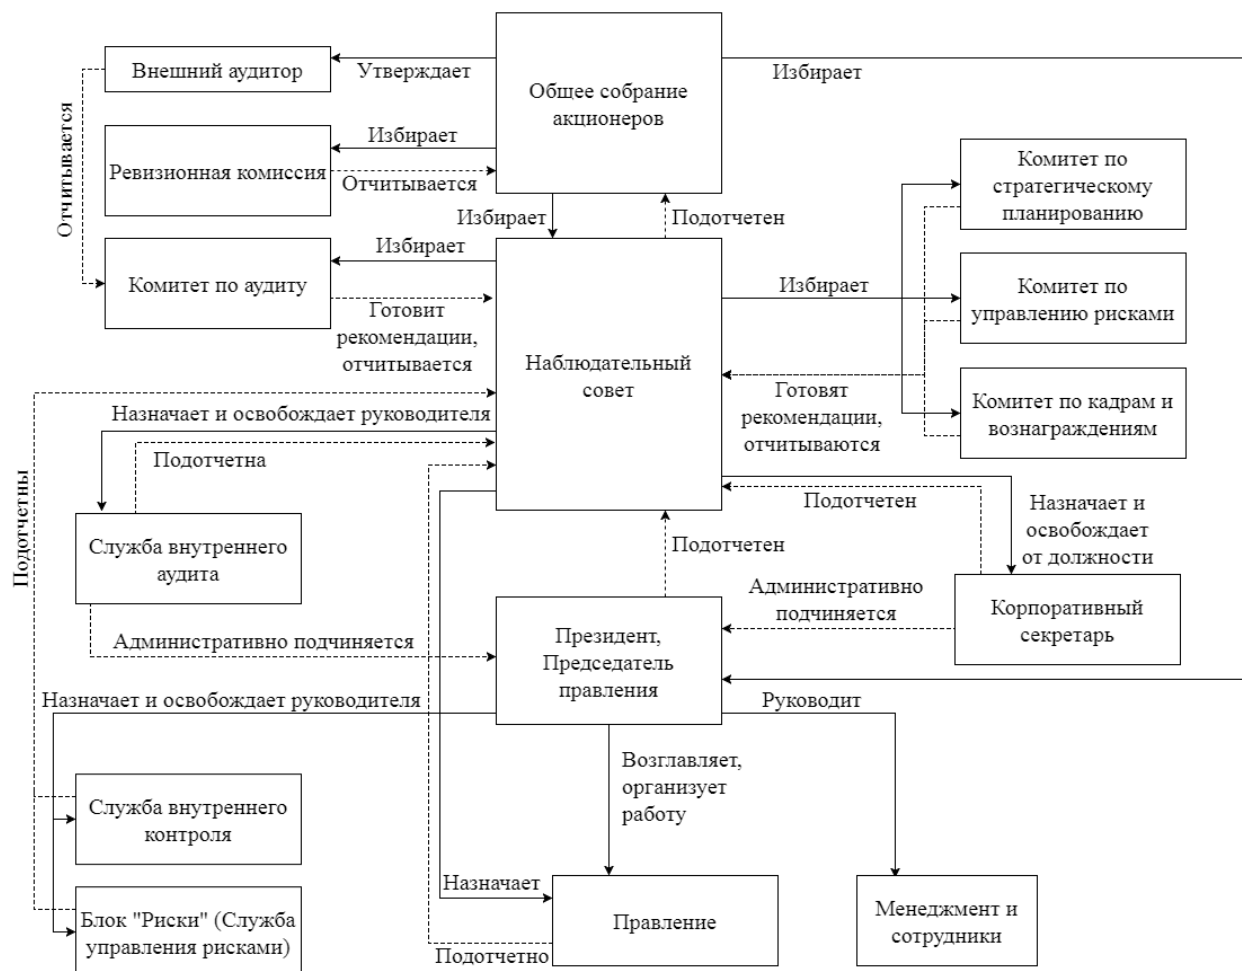 Внешний аудитор
Утверждает
Общее собрание
акционеров
Избирает
Отчитывается
Ревизионная комиссия
Избирает
Отчитывается
Комитет по
стратегическому
планированию
Избирает
Подотчетен
Комитет по аудиту
Избирает
Готовит
рекомендации,
отчитывается
Наблюдательный
совет
Избирает
Комитет по
управлению рисками
Готовят
рекомендации,
отчитываются
Комитет по кадрам и
вознаграждениям
Назначает и освобождает руководителя
Подотчетна
Подотчетны
Служба внутреннего
аудита
Подотчетен
Назначает и
освобождает
от должности
Подотчетен
Административно
подчиняется
Корпоративный
секретарь
Административно подчиняется
Президент,
Председатель
правления
Назначает и освобождает руководителя
Руководит
Возглавляет,
организует
работу
Служба внутреннего
контроля
Назначает
Правление
Менеджмент и
сотрудники
Блок "Риски" (Служба
управления рисками)
Подотчетно